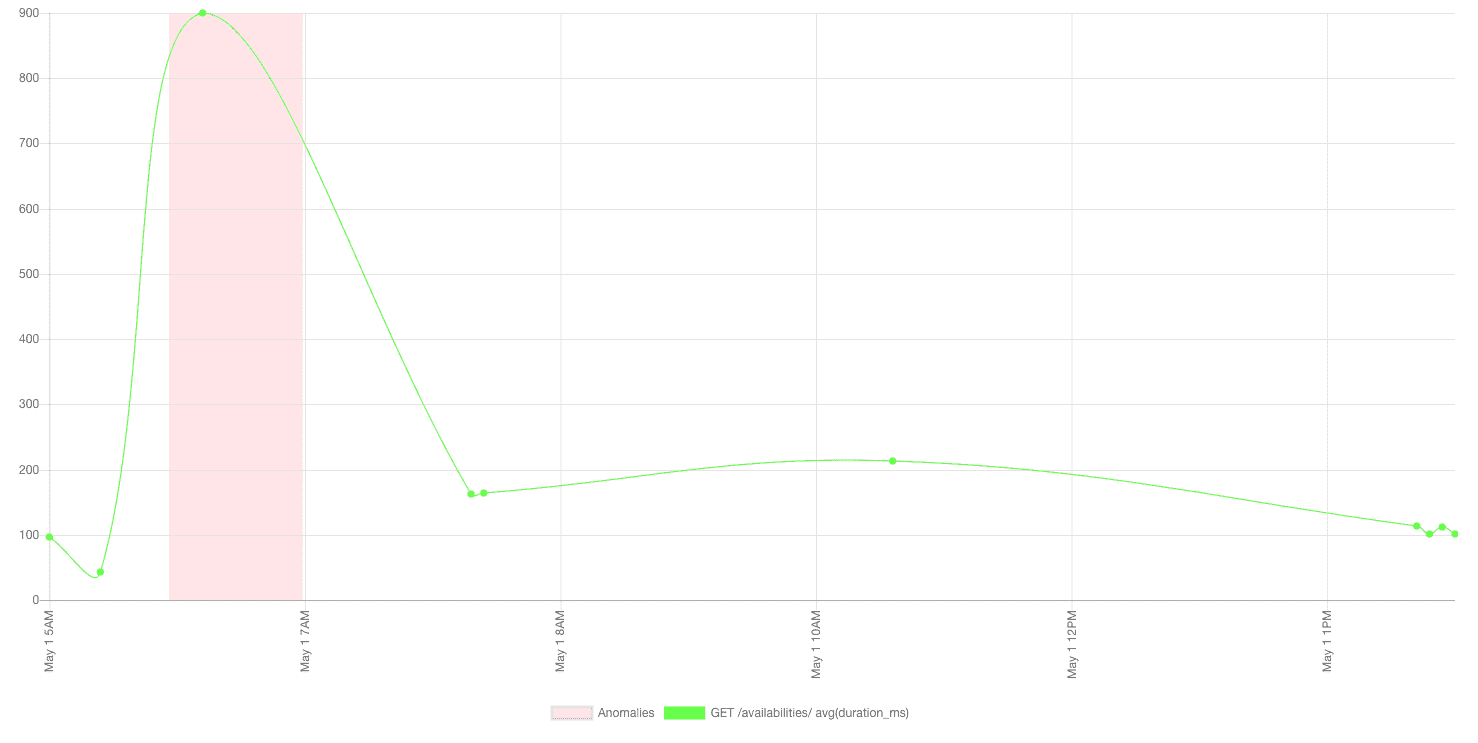 900
800
700
600
500
400
300
200
100
0
May 1 5AM
May 1 7AM
May 1 8AM
May 1 10AM
May 1 12PM
May 1 1PM
Anomalies GET /availabilities/ avg(duration_ms)